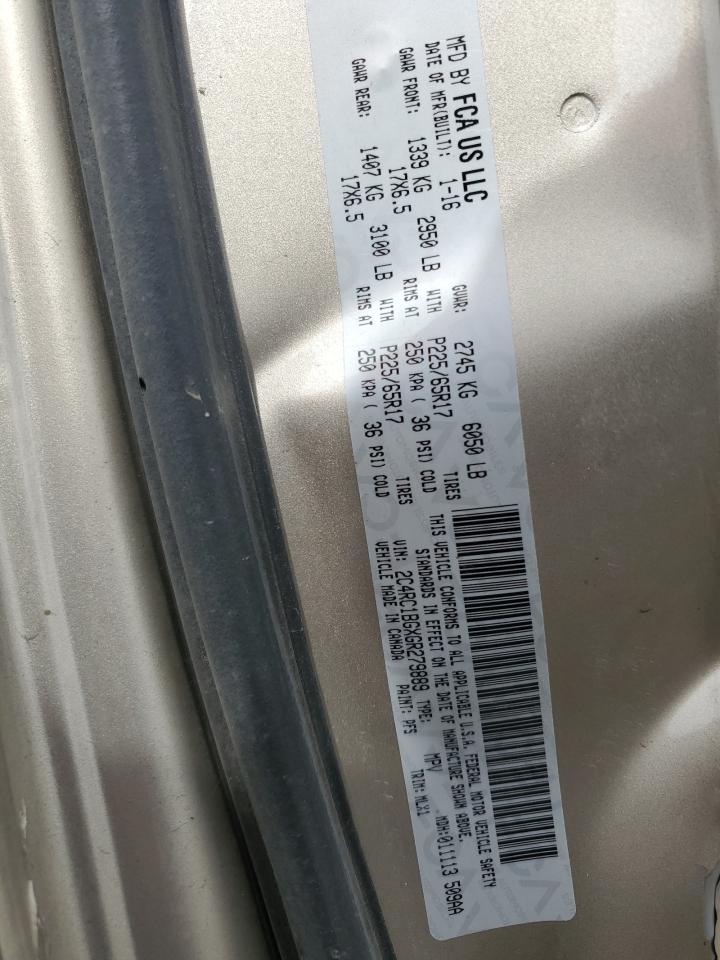 MFD BY FCA US LLC
DATE OF MFR(BUILT): 1-16 GVWR: 2745 KG 6050 LB
GAWR FRONT: 1339 KG 2950 LB WITH P225/65R17 TIRES
17X6.5 RIMS AT 250 KPA ( 36 PSI) COLD
GAWR REAR: 1407 KG 3100 LB WITH P225/65R17 TIRES
17X6.5 RIMS AT 250 KPA ( 36 PSI) COLD
THIS VEHICLE CONFORMS TO ALL APPLICABLE U.S.A. FEDERAL MOTOR VEHICLE SAFETY
STANDARDS IN EFFECT ON THE DATE OF MANUFACTURE SHOWN ABOVE.
VIN: 2C4RC1BGXGR279889 TYPE: MPV MDH:011113 509AA
VEHICLE MADE IN CANADA PAINT: PFS TRIM: MLX1